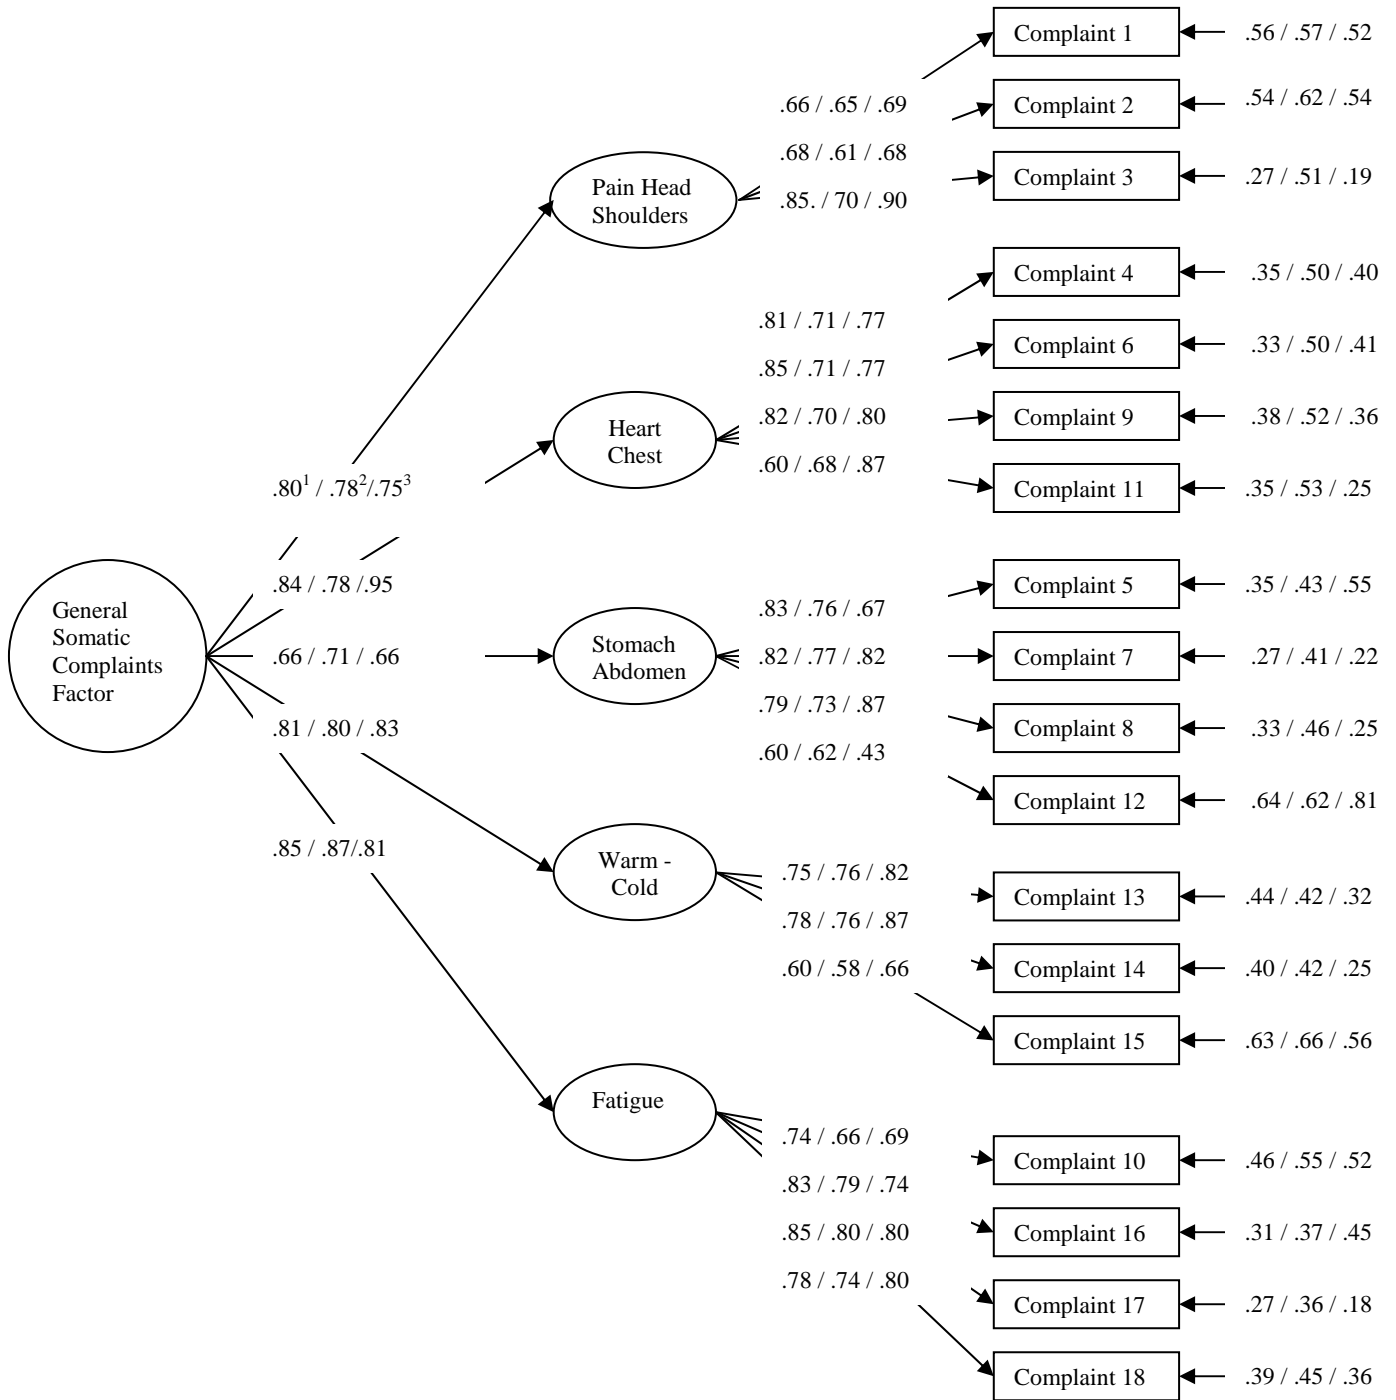 Complaint 1
.56 / .57 / .52
.66 / .65 / .69
Complaint 2
.54 / .62 / .54
.68 / .61 / .68
Pain Head
Shoulders
Complaint 3
.27 / .51 / .19
.85. / 70 / .90
Complaint 4
.35 / .50 / .40
.81 / .71 / .77
Complaint 6
.33 / .50 / .41
.85 / .71 / .77
Heart
Chest
.82 / .70 / .80
Complaint 9
.38 / .52 / .36
.60 / .68 / .87
Complaint 11
.35 / .53 / .25
.80¹ / .78²/.75³
.84 / .78 /.95
General
Somatic
Complaints
Factor
.66 / .71 / .66
.81 / .80 / .83
.85 / .87/.81
Complaint 5
.35 / .43 / .55
.83 / .76 / .67
Stomach
Abdomen
.82 / .77 / .82
Complaint 7
.27 / .41 / .22
.79 / .73 / .87
Complaint 8
.33 / .46 / .25
.60 / .62 / .43
Complaint 12
.64 / .62 / .81
Warm -
Cold
.75 / .76 / .82
Complaint 13
.44 / .42 / .32
.78 / .76 / .87
Complaint 14
.40 / .42 / .25
.60 / .58 / .66
Complaint 15
.63 / .66 / .56
Fatigue
.74 / .66 / .69
Complaint 10
.46 / .55 / .52
.83 / .79 / .74
Complaint 16
.31 / .37 / .45
.85 / .80 / .80
Complaint 17
.27 / .36 / .18
.78 / .74 / .80
Complaint 18
.39 / .45 / .36